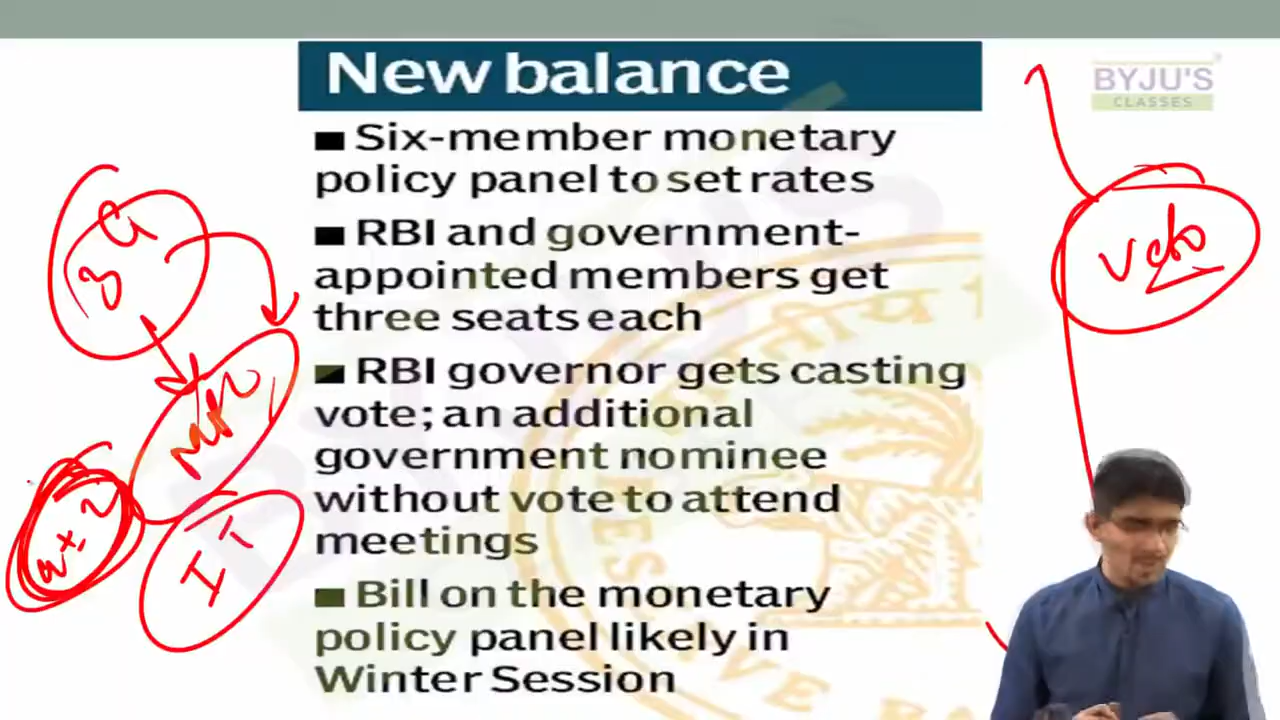 New balance
BYJU'S
CLASSES
■ Six-member monetary
policy panel to set rates
■ RBI and government-
appointed members get
three seats each
■ RBI governor gets casting
vote; an additional
government nominee
without vote to attend
meetings
■ Bill on the monetary
policy panel likely in
Winter Session
Veto
IT
4±2